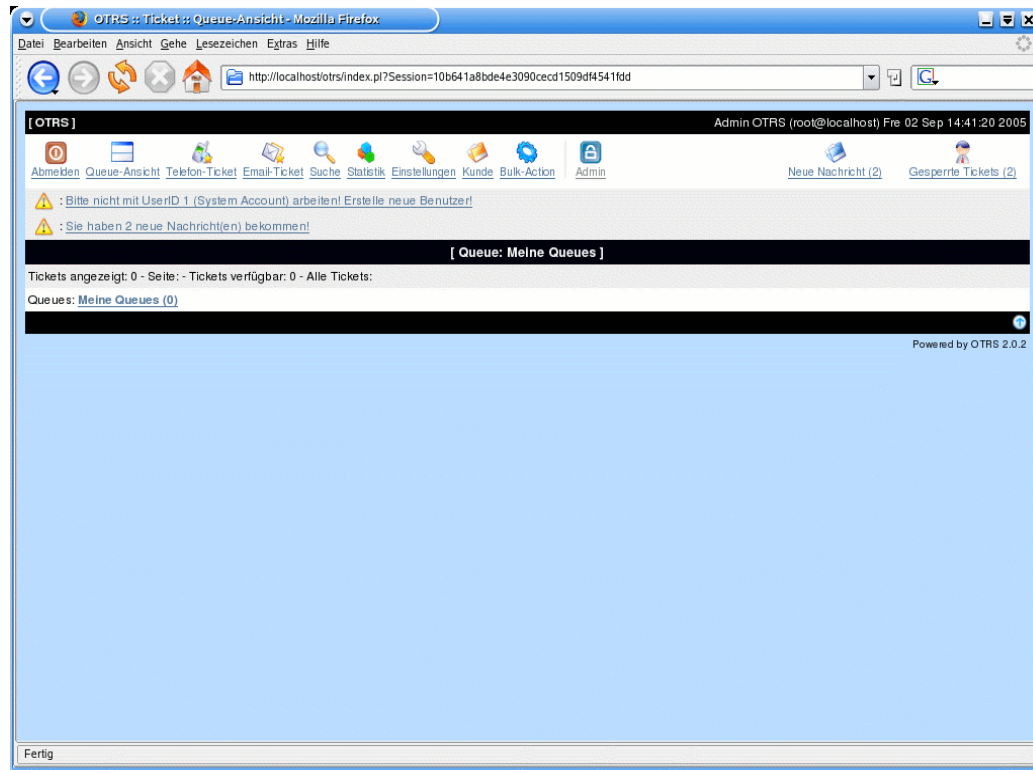 OTRS :: Ticket :: Queue-Ansicht - Mozilla Firefox
Datei Bearbeiten Ansicht Gehe Lesezeichen Extras Hilfe
http://localhost/otrs/index.pl?Session=10b641a8bde4e3090cecd1509df4541fdd
G
[ OTRS ] Admin OTRS (root@localhost) Fre 02 Sep 14:41:20 2005
Abmelden Queue-Ansicht Telefon-Ticket Email-Ticket Suche Statistik Einstellungen Kunde Bulk-Action Admin Neue Nachricht (2) Gesperrte Tickets (2)
: Bitte nicht mit UserID 1 (System Account) arbeiten! Erstelle neue Benutzer!
: Sie haben 2 neue Nachricht(en) bekommen!
[ Queue: Meine Queues ]
Tickets angezeigt: 0 - Seite: - Tickets verfügbar: 0 - Alle Tickets:
Queues: Meine Queues (0)
Powered by OTRS 2.0.2
Fertig